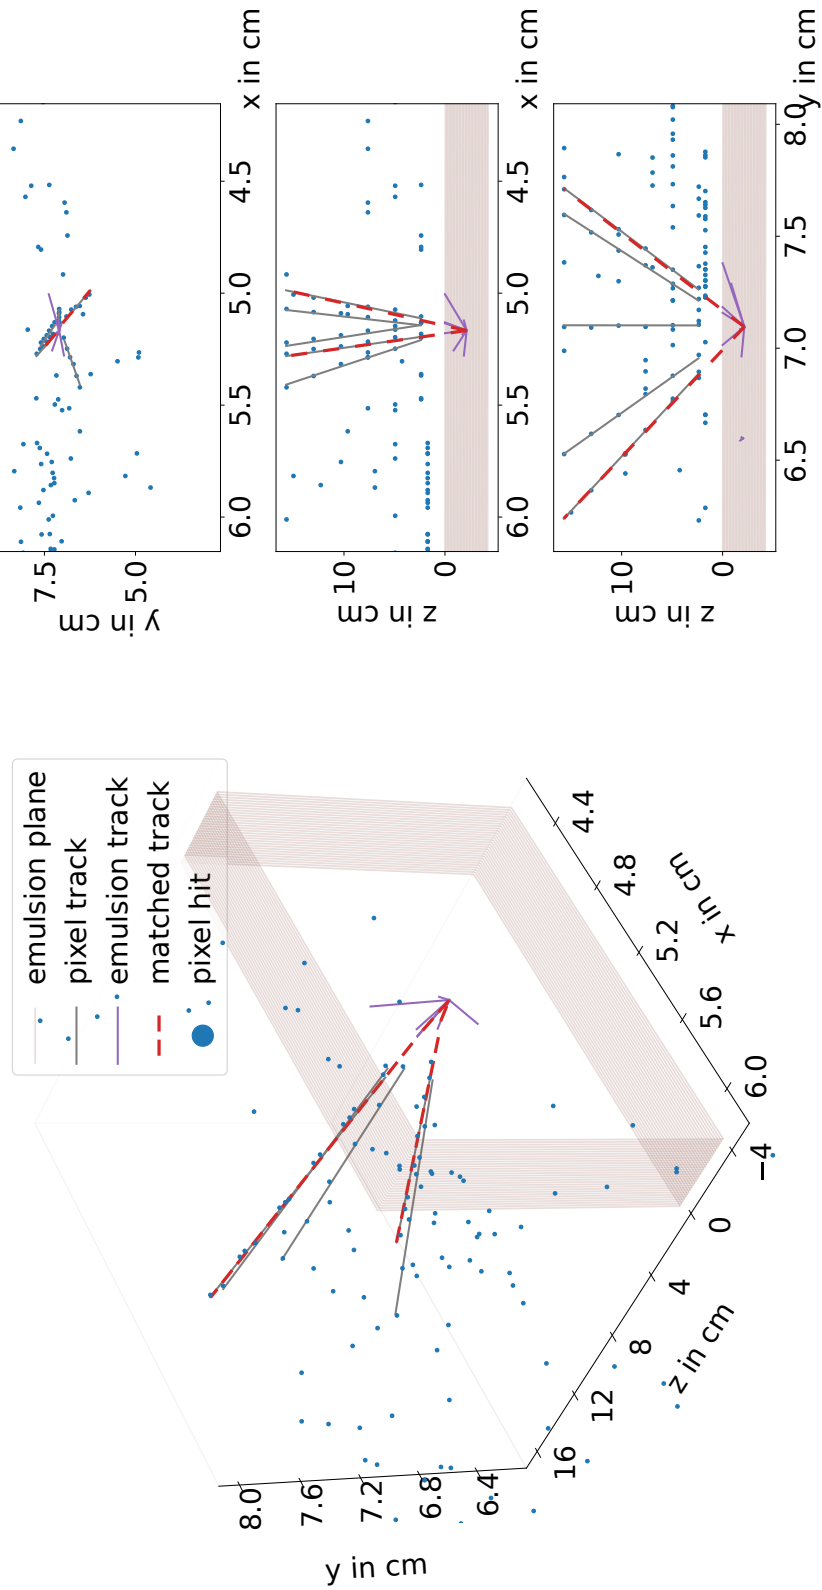 emulsion plane
pixel track
emulsion track
matched track
pixel hit
y in cm
8.0
7.6
7.2
6.8
6.4
16
12
8
4
0
−4
z in cm
6.0
5.6
5.2
4.8
4.4
x in cm
y in cm
7.5
5.0
6.0
5.5
5.0
4.5
x in cm
z in cm
10
0
6.0
5.5
5.0
4.5
x in cm
z in cm
10
0
6.5
7.0
7.5
8.0
y in cm